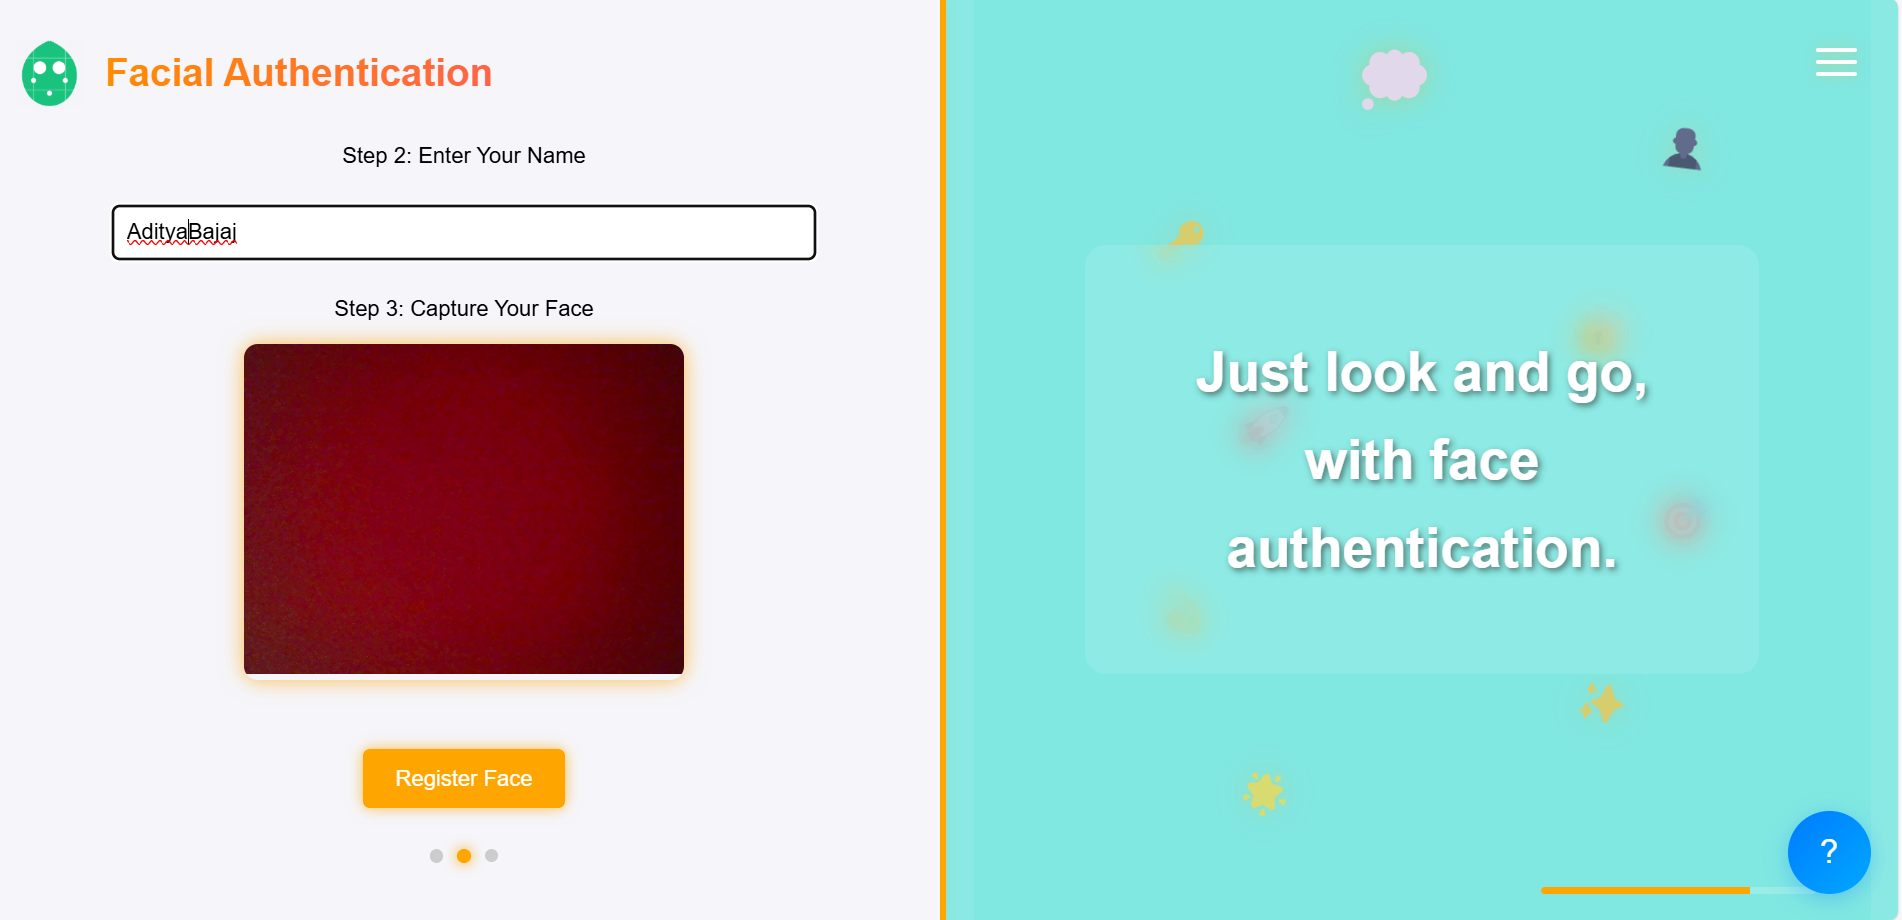 Facial Authentication
Step 2: Enter Your Name
AdityaBajaj
Step 3: Capture Your Face
Register Face
Just look and go,
with face
authentication.
?